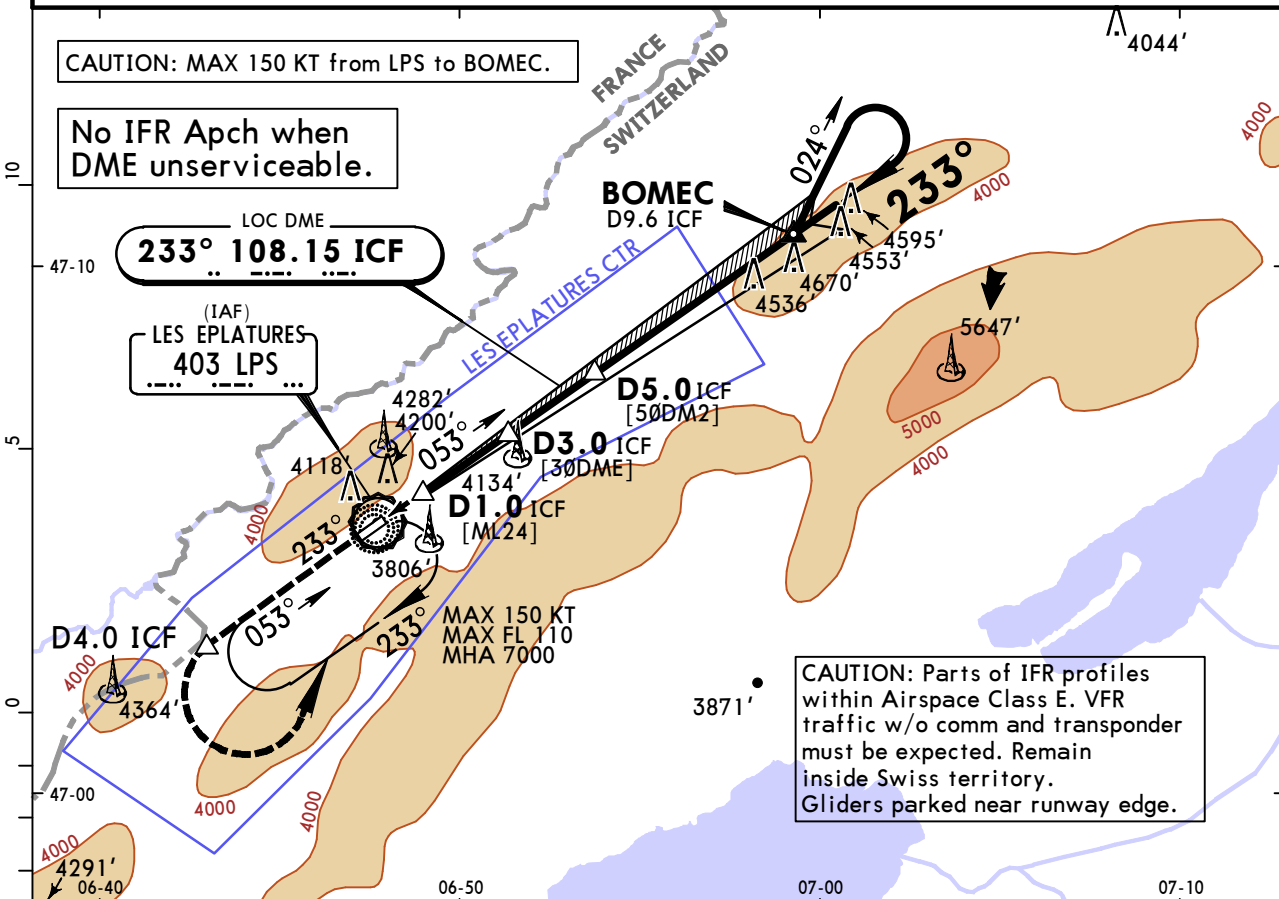 4044'
CAUTION: MAX 150 KT from LPS to BOMEC.
FRANCE
SWITZERLAND
No IFR Apch when
DME unserviceable.
4000
024°
233°
4000
10
BOMEC
D9.6 ICF
LOC DME
233° 108.15 ICF
4595'
4553'
4670'
4536'
47-10
LES EPLATURES CTR
(IAF)
LES EPLATURES
403 LPS
5647'
5000
4000
D5.0 ICF
[50DM2]
4282'
4200'
053°
5
D3.0 ICF
[30DME]
4118'
4134'
D1.0 ICF
[ML24]
4000
233°
3806'
053°
233°
MAX 150 KT
MAX FL 110
MHA 7000
D4.0 ICF
4000
4364'
0
3871'
CAUTION: Parts of IFR profiles
within Airspace Class E. VFR
traffic w/o comm and transponder
must be expected. Remain
inside Swiss territory.
Gliders parked near runway edge.
47-00
4000
4000
4000
4291'
06-40
06-50
07-00
07-10